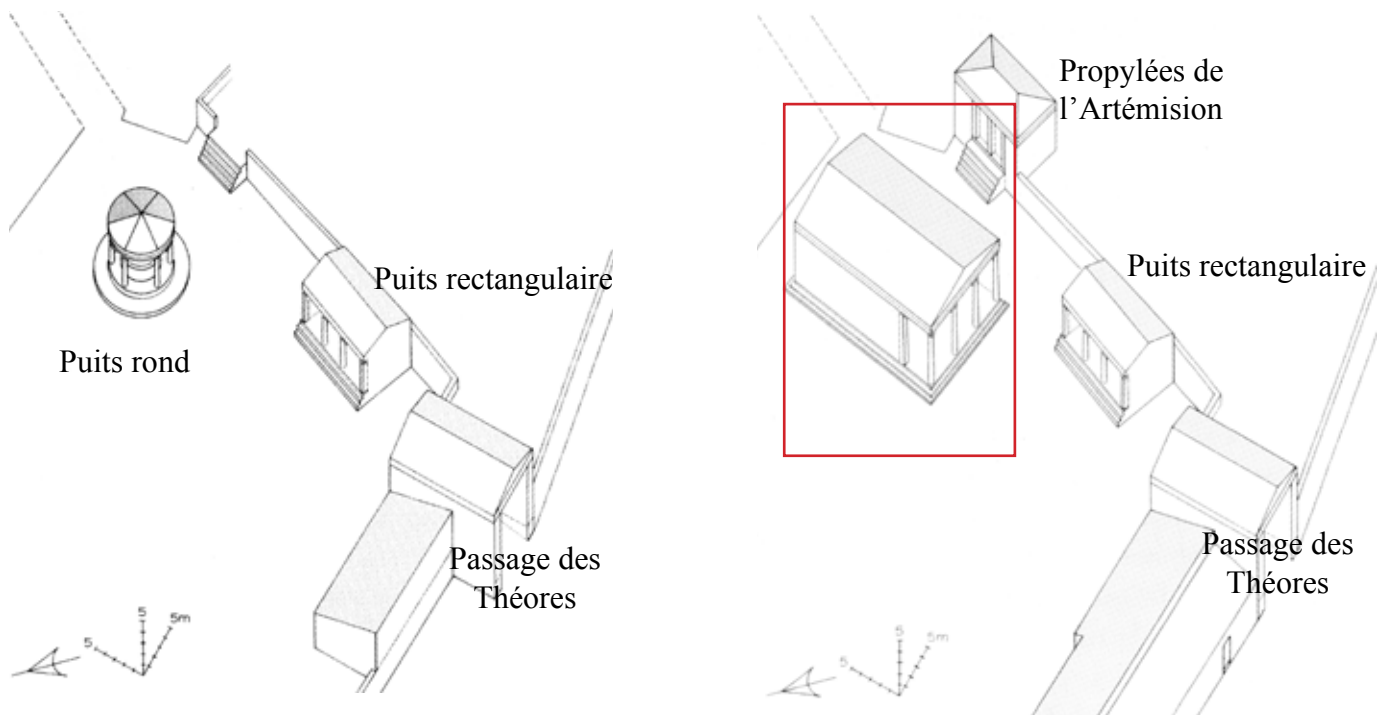 Puits rectangulaire
Puits rond
Passage des
Théores
5
5
5m
Propylées de
l'Artémision
Puits rectangulaire
Passage des
Théores
5
5
5m